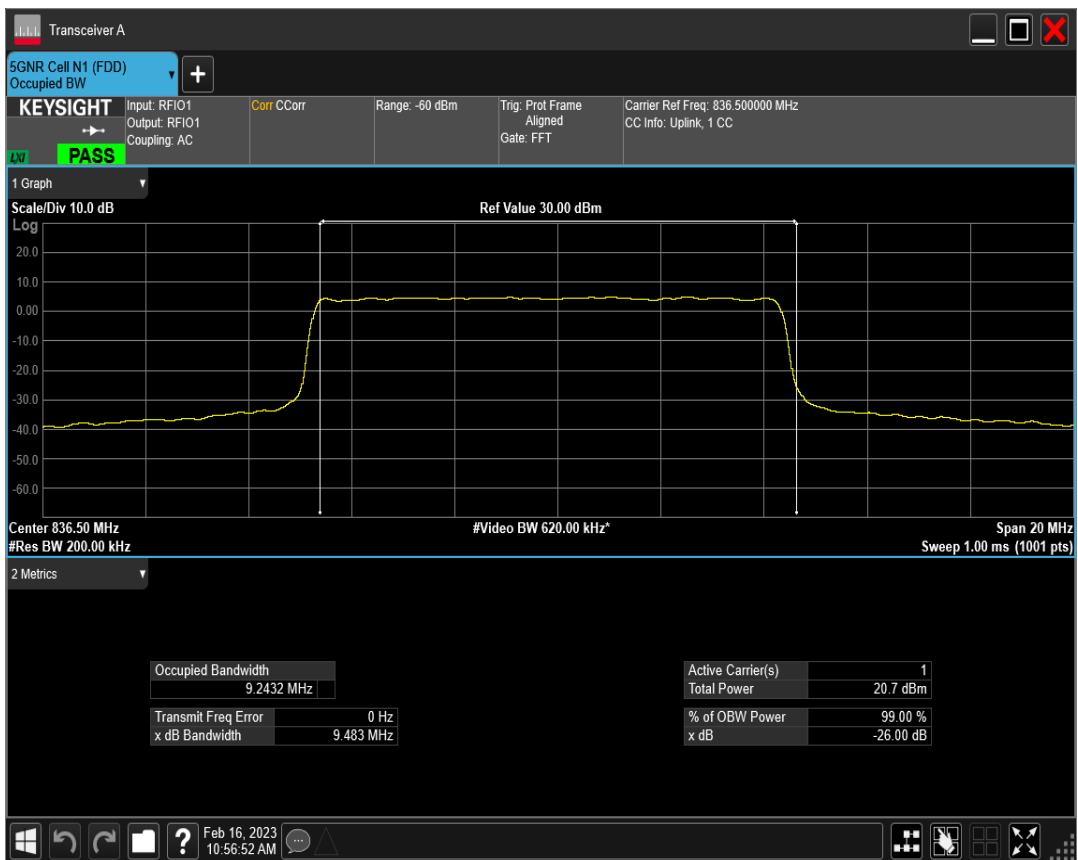 Transceiver A
5GNR Cell N1 (FDD)
Occupied BW
+
KEYSIGHT
LXI
PASS
Input: RFIO1
Output: RFIO1
Coupling: AC
Corr CCorr
Range: -60 dBm
Trig: Prot Frame
Aligned
Gate: FFT
Carrier Ref Freq: 836.500000 MHz
CC Info: Uplink, 1 CC
1 Graph
Scale/Div 10.0 dB
Ref Value 30.00 dBm
Log
20.0
10.0
0.00
-10.0
-20.0
-30.0
-40.0
-50.0
-60.0
Center 836.50 MHz
#Video BW 620.00 kHz*
Span 20 MHz
#Res BW 200.00 kHz
Sweep 1.00 ms (1001 pts)
2 Metrics
Occupied Bandwidth
9.2432 MHz
Transmit Freq Error 0 Hz
x dB Bandwidth 9.483 MHz
Active Carrier(s) 1
Total Power 20.7 dBm
% of OBW Power 99.00 %
x dB -26.00 dB
?
Feb 16, 2023
10:56:52 AM